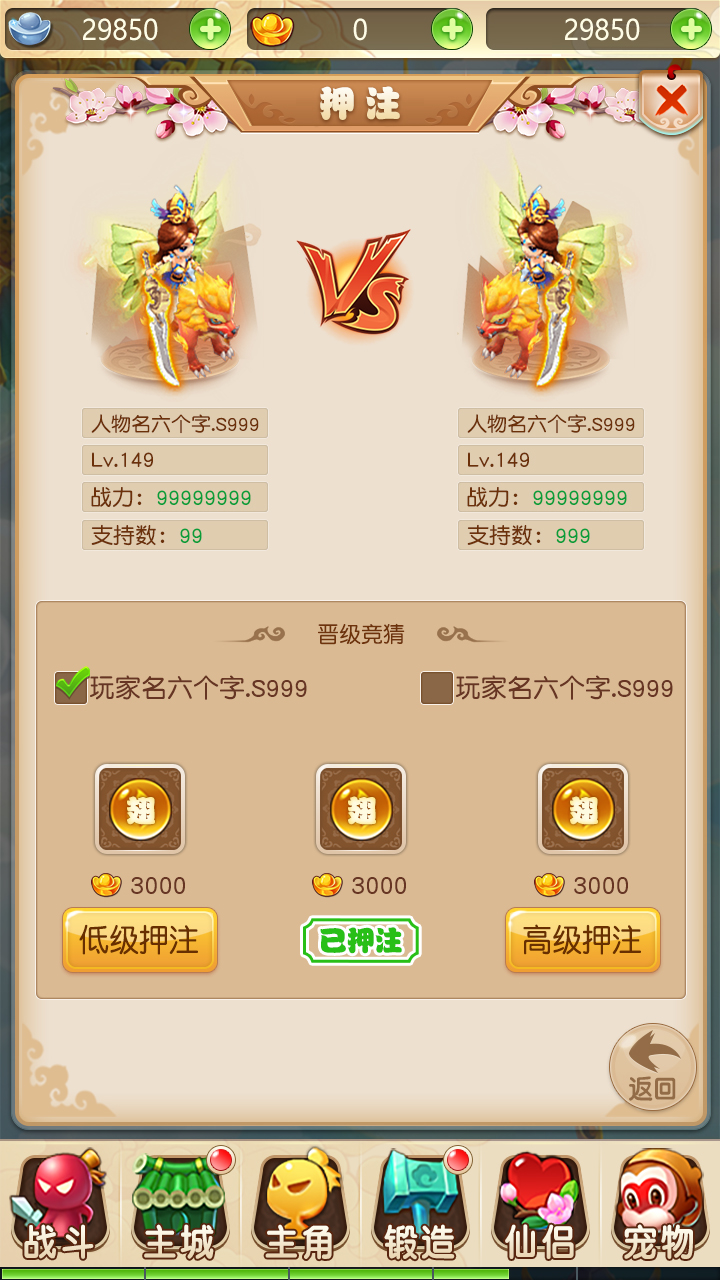 29850 0 29850
押注
VS
人物名六个字.S999 人物名六个字.S999
Lv.149 Lv.149
战力：99999999 战力：99999999
支持数：99 支持数：999
晋级竞猜
玩家名六个字.S999 玩家名六个字.S999
翅 翅 翅
3000 3000 3000
低级押注 已押注 高级押注
返回
战斗 主城 主角 锻造 仙侣 宠物